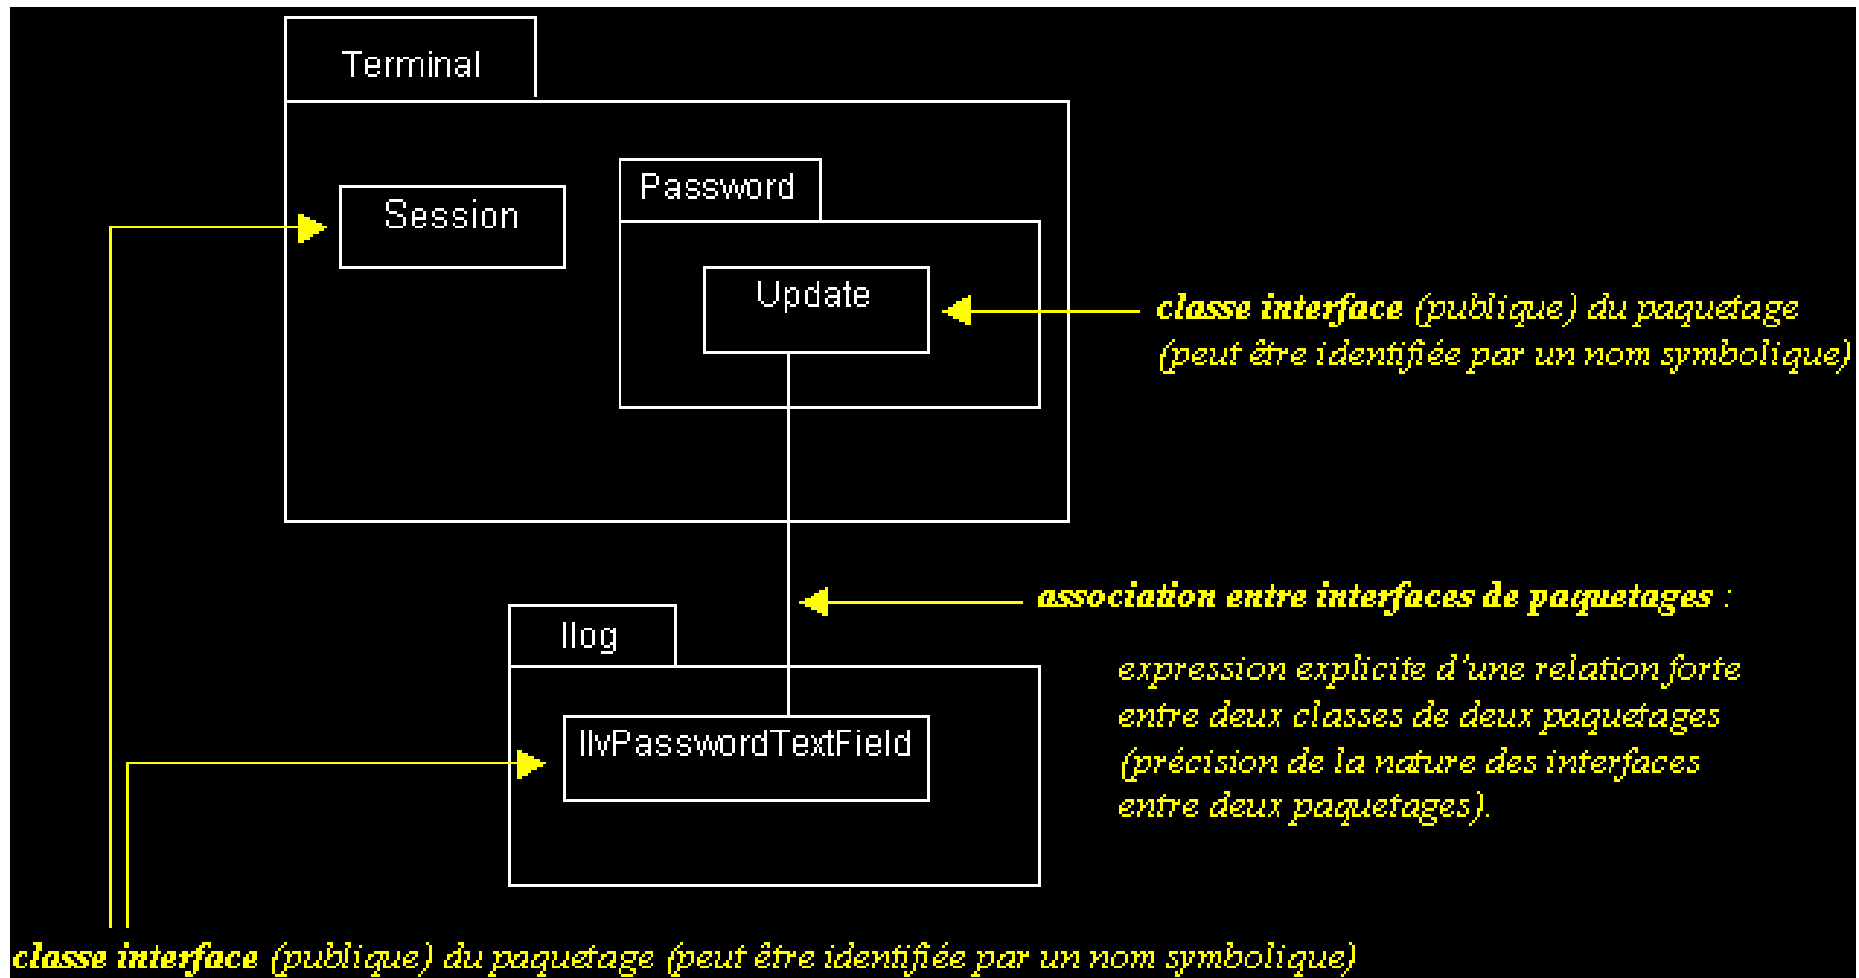 Terminal
Password
Session
Update
classe interface (publique) du paquetage
(peut être identifiée par un nom symbolique)
association entre interfaces de paquetages :
Ilog
expression explicite d'une relation forte
entre deux classes de deux paquetages
IlvPasswordTextField
(précision de la nature des interfaces
entre deux paquetages).
classe interface (publique) du paquetage (peut être identifiée par un nom symbolique)